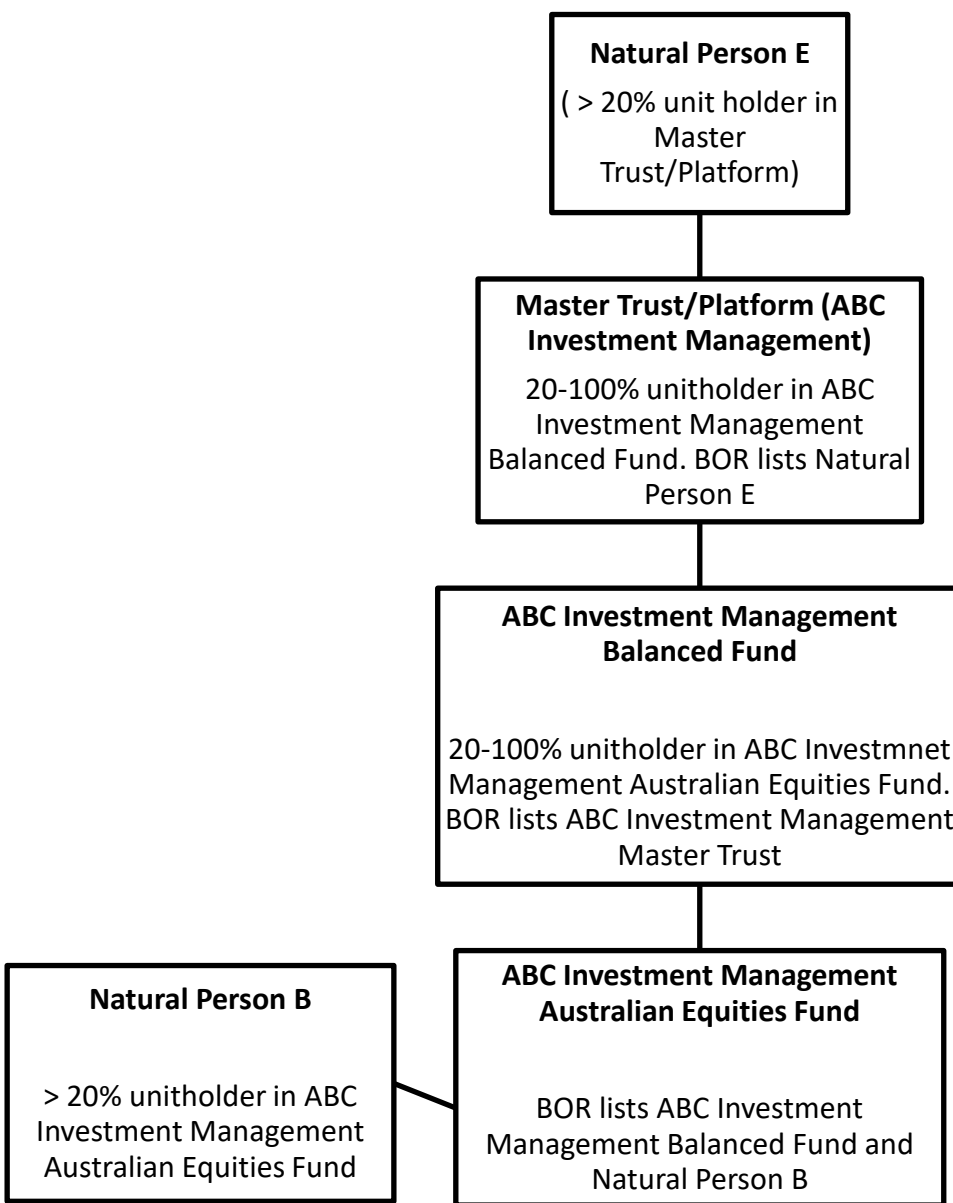 Natural Person E
( > 20% unit holder in
Master
Trust/Platform)
Master Trust/Platform (ABC
Investment Management)
20-100% unitholder in ABC
Investment Management
Balanced Fund. BOR lists Natural
Person E
ABC Investment Management
Balanced Fund
20-100% unitholder in ABC Investmnet
Management Australian Equities Fund.
BOR lists ABC Investment Management
Master Trust
Natural Person B
> 20% unitholder in ABC
Investment Management
Australian Equities Fund
ABC Investment Management
Australian Equities Fund
BOR lists ABC Investment
Management Balanced Fund and
Natural Person B